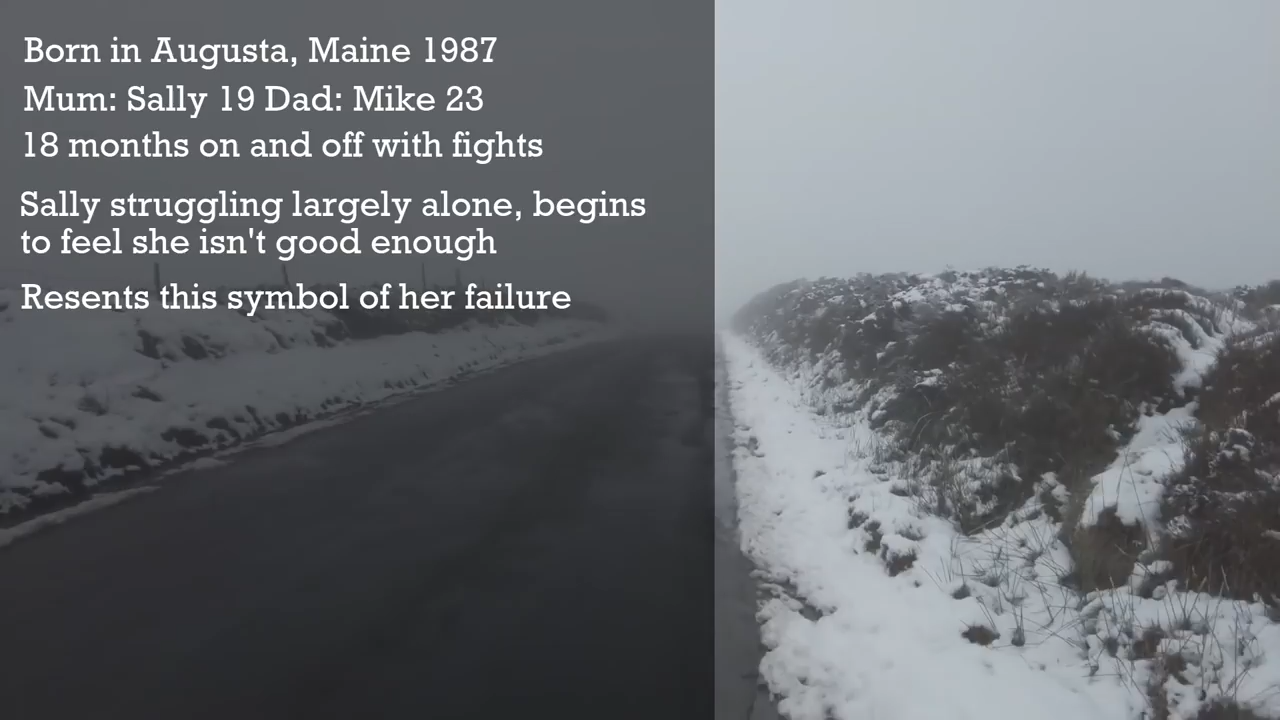 Born in Augusta, Maine 1987
Mum: Sally 19 Dad: Mike 23
18 months on and off with fights
Sally struggling largely alone, begins
to feel she isn't good enough
Resents this symbol of her failure